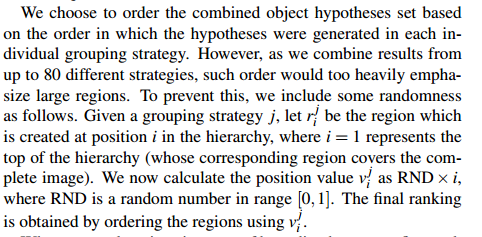 We choose to order the combined object hypotheses set based
on the order in which the hypotheses were generated in each in-
dividual grouping strategy. However, as we combine results from
up to 80 different strategies, such order would too heavily empha-
size large regions. To prevent this, we include some randomness
as follows. Given a grouping strategy j, let r_i^j be the region which
is created at position i in the hierarchy, where i = 1 represents the
top of the hierarchy (whose corresponding region covers the com-
plete image). We now calculate the position value v_i^j as RND × i,
where RND is a random number in range [0,1]. The final ranking
is obtained by ordering the regions using v_i^j.